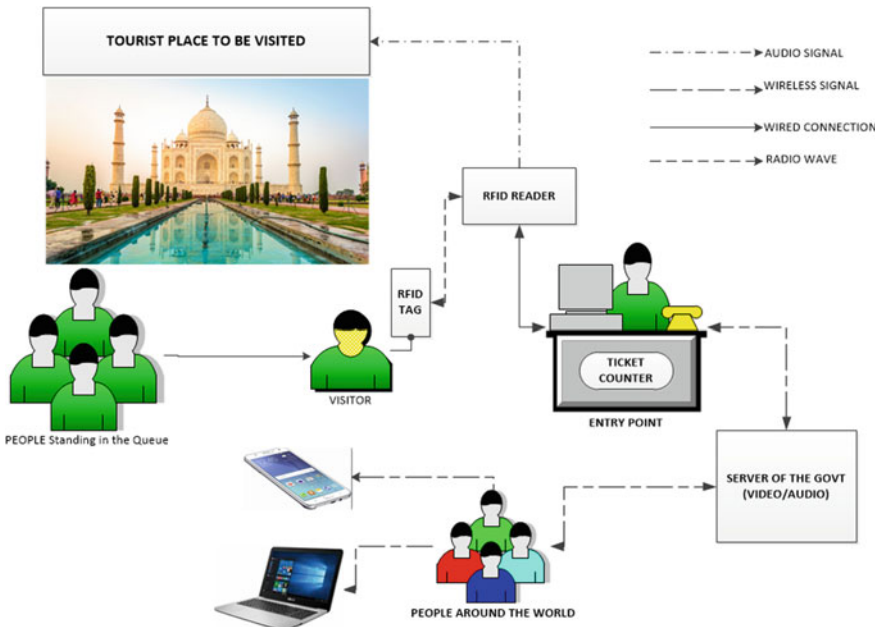 TOURIST PLACE TO BE VISITED
AUDIO SIGNAL
WIRELESS SIGNAL
WIRED CONNECTION
RADIO WAVE
RFID READER
RFID
TAG
TICKET
COUNTER
VISITOR
ENTRY POINT
PEOPLE Standing in the Queue
SERVER OF THE GOVT
(VIDEO/AUDIO)
PEOPLE AROUND THE WORLD